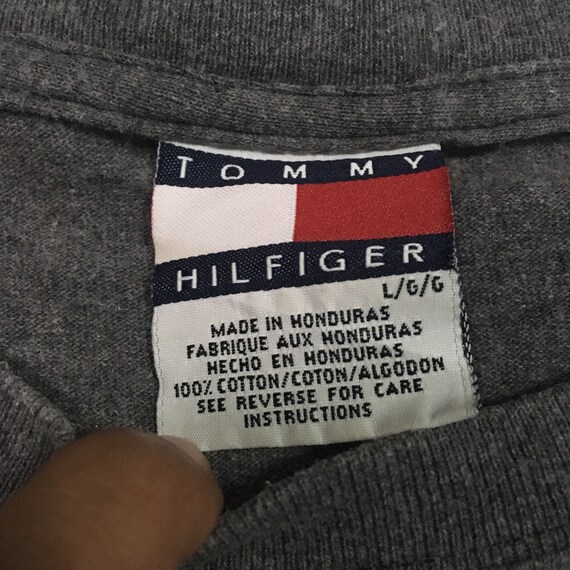 TOMMY
HILFIGER
L/G/G
MADE IN HONDURAS
FABRIQUE AUX HONDURAS
HECHO EN HONDURAS
100% COTTON/COTON/ALGODON
SEE REVERSE FOR CARE
INSTRUCTIONS